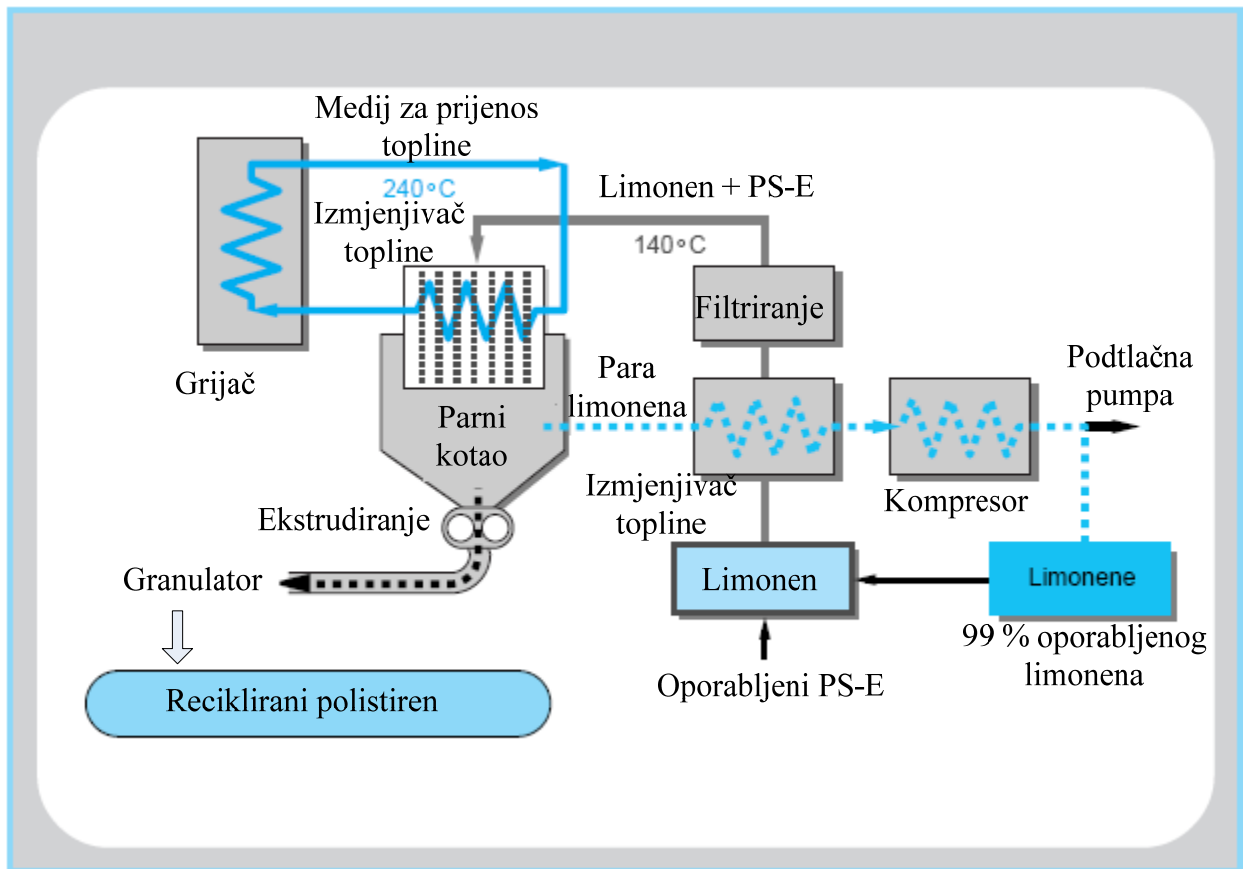 Medij za prijenos
topline
240°C
Izmjenjivač
topline
Limonen + PS-E
140°C
Filtriranje
Grijač
Para
limonena
Podtlačna
pumpa
Parni
kotao
Izmjenjivač
topline
Kompresor
Ekstrudiranje
Granulator
Limonen
Limonene
99 % oporabljenog
limonena
Oporabljeni PS-E
Reciklirani polistiren